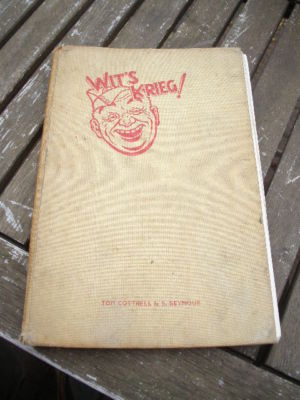 WIT'S
KRIEG!
TOM COTTRELL & S. SEYMOUR